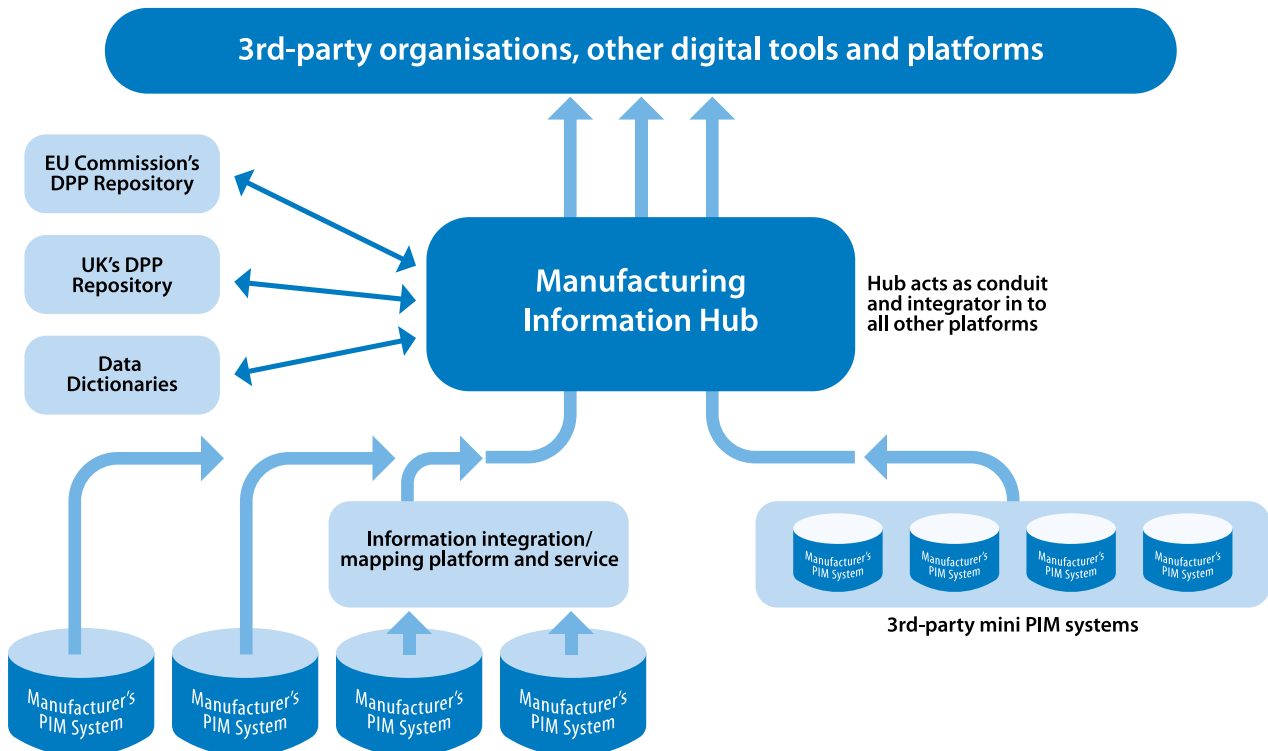 3rd-party organisations, other digital tools and platforms
EU Commission's
DPP Repository
UK's DPP
Repository
Data
Dictionaries
Manufacturing
Information Hub
Hub acts as conduit
and integrator in to
all other platforms
Information integration/
mapping platform and service
Manufacturer's
PIM System
Manufacturer's
PIM System
Manufacturer's
PIM System
Manufacturer's
PIM System
3rd-party mini PIM systems
Manufacturer's
PIM System
Manufacturer's
PIM System
Manufacturer's
PIM System
Manufacturer's
PIM System